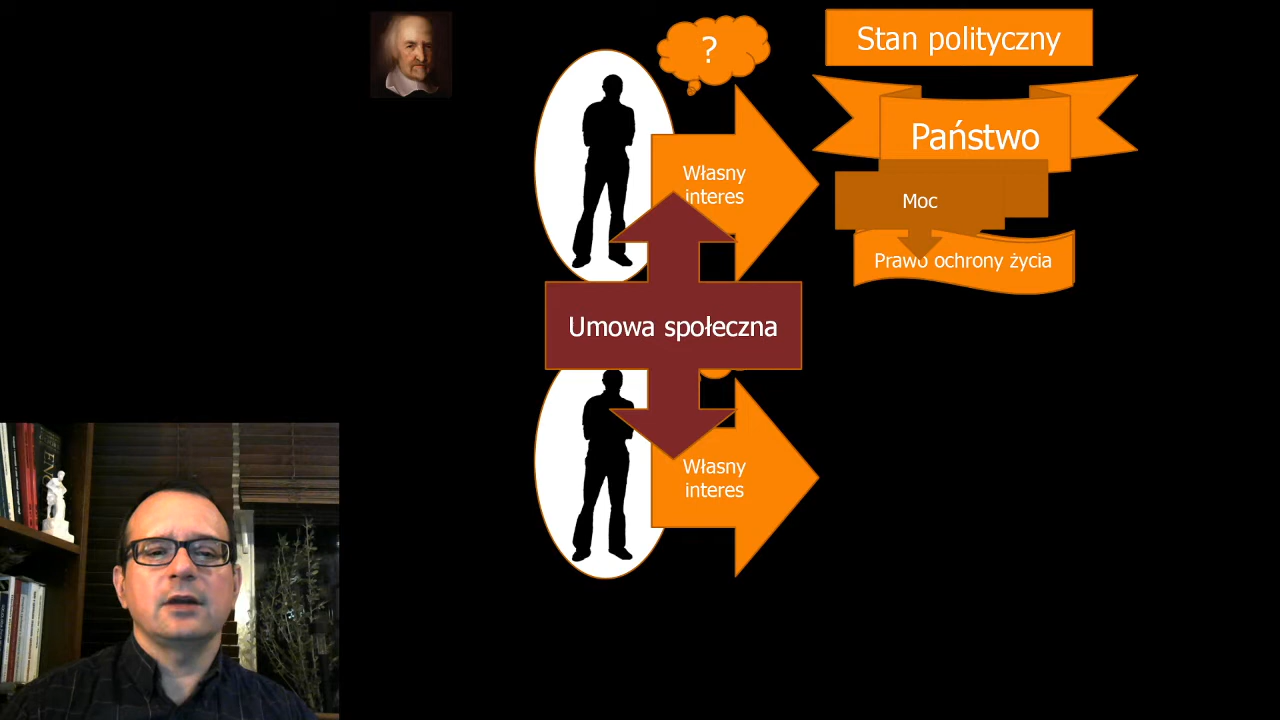 ?
Stan polityczny
Państwo
Własny
interes
Moc
Prawo ochrony życia
Umowa społeczna
Własny
interes